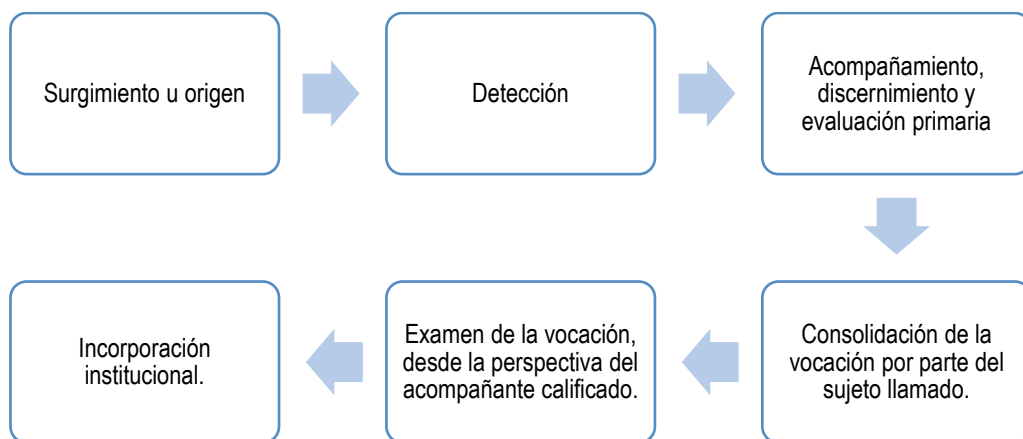 Surgimiento u origen
Detección
Acompañamiento,
discernimiento y
evaluación primaria
Consolidación de la
vocación por parte del
sujeto llamado.
Examen de la vocación,
desde la perspectiva del
acompañante calificado.
Incorporación
institucional.